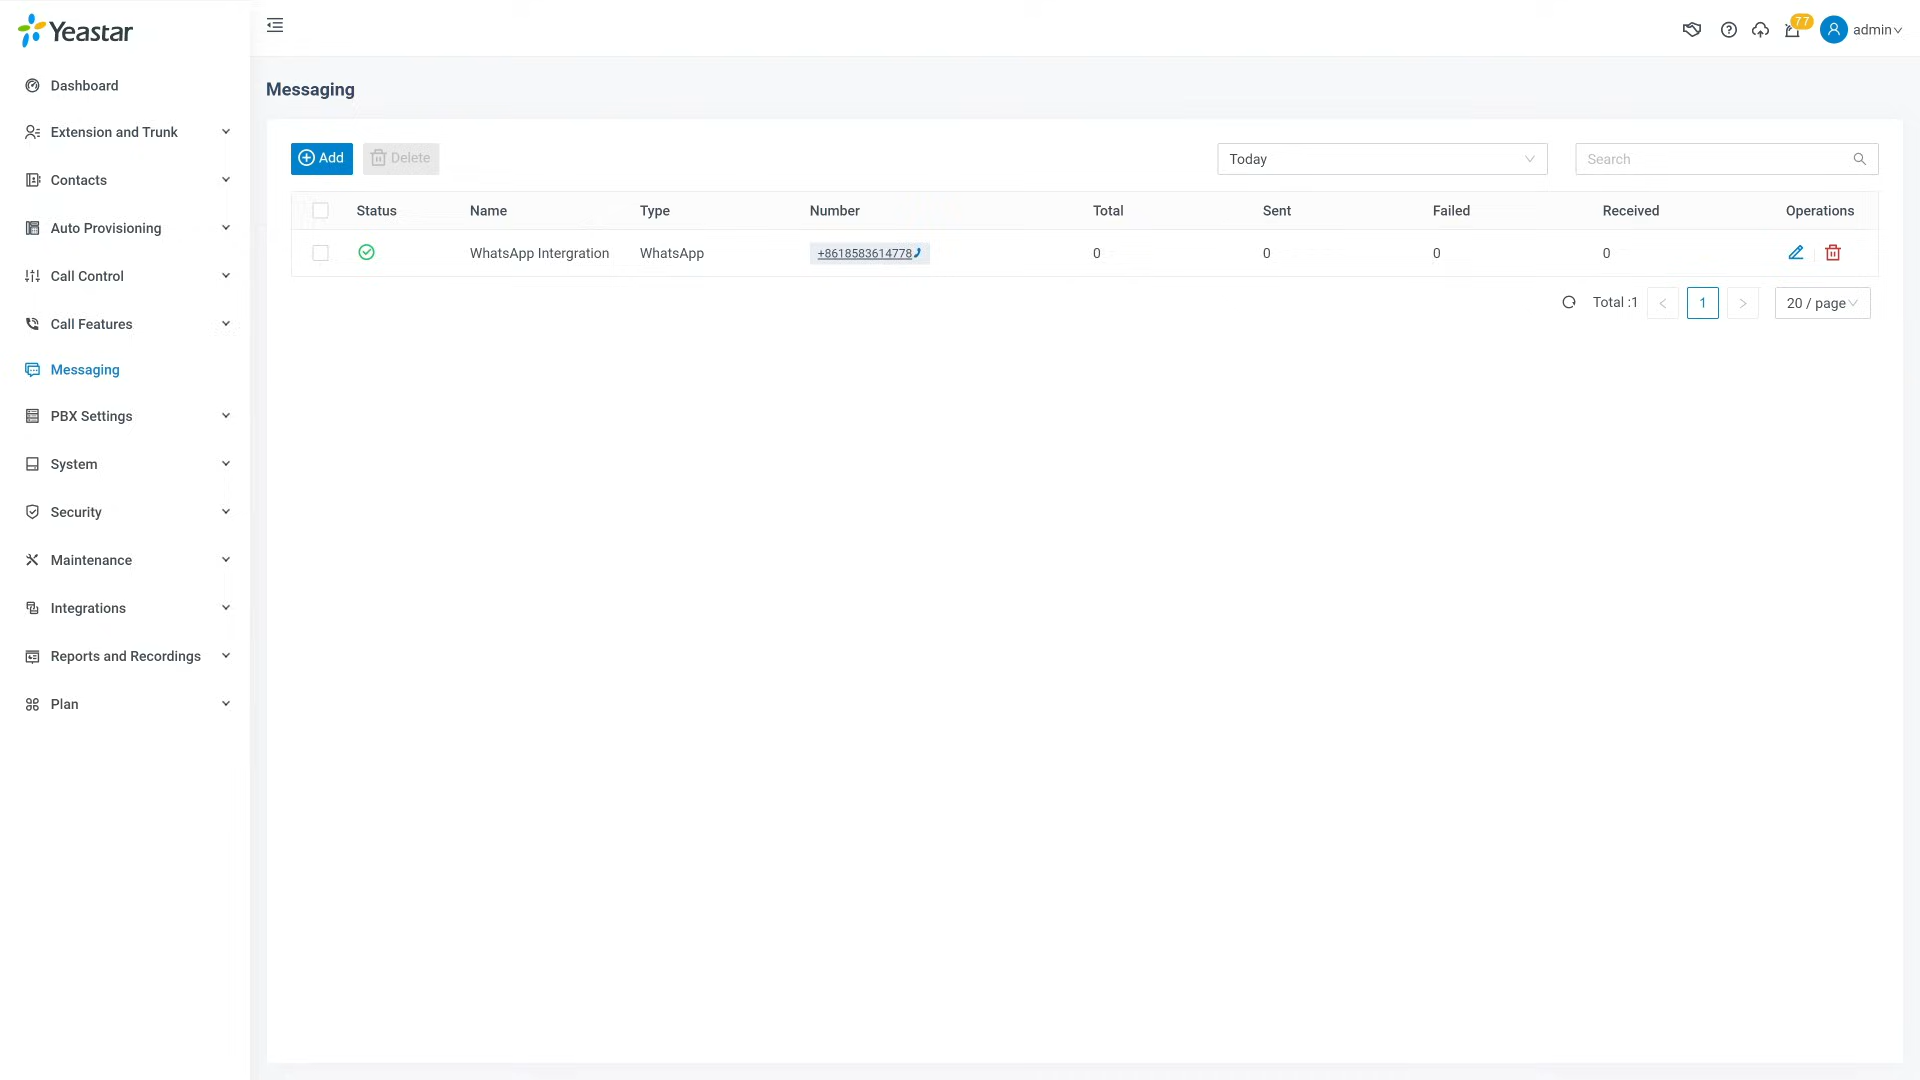 Yeastar
77
admin
Dashboard
Extension and Trunk
Contacts
Auto Provisioning
Call Control
Call Features
Messaging
PBX Settings
System
Security
Maintenance
Integrations
Reports and Recordings
Plan
Messaging
Add Delete Today Search
Status Name Type Number Total Sent Failed Received Operations
WhatsApp Intergration WhatsApp +8618583614778 0 0 0 0
Total :1 < 1 > 20 / page